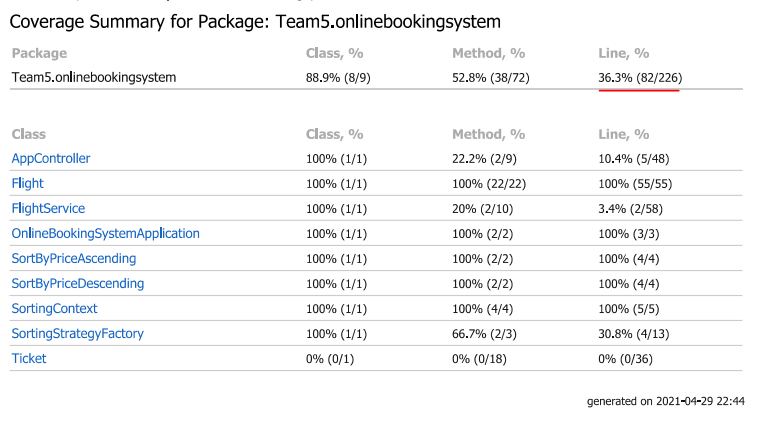 Coverage Summary for Package: Team5.onlinebookingsystem
Package Class, % Method, % Line, %
Team5.onlinebookingsystem 88.9% (8/9) 52.8% (38/72) 36.3% (82/226)
Class Class, % Method, % Line, %
AppController 100% (1/1) 22.2% (2/9) 10.4% (5/48)
Flight 100% (1/1) 100% (22/22) 100% (55/55)
FlightService 100% (1/1) 20% (2/10) 3.4% (2/58)
OnlineBookingSystemApplication 100% (1/1) 100% (2/2) 100% (3/3)
SortByPriceAscending 100% (1/1) 100% (2/2) 100% (4/4)
SortByPriceDescending 100% (1/1) 100% (2/2) 100% (4/4)
SortingContext 100% (1/1) 100% (4/4) 100% (5/5)
SortingStrategyFactory 100% (1/1) 66.7% (2/3) 30.8% (4/13)
Ticket 0% (0/1) 0% (0/18) 0% (0/36)
generated on 2021-04-29 22:44